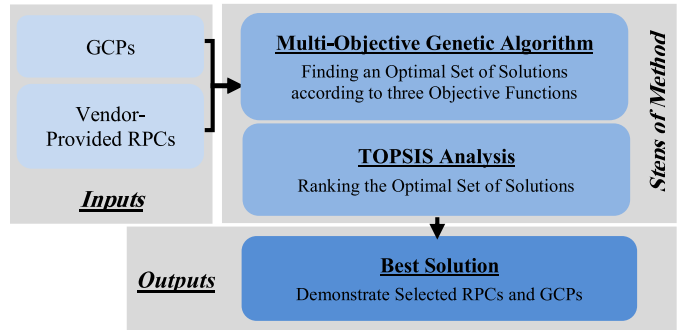 GCPs
Vendor-
Provided RPCs
Inputs
Multi-Objective Genetic Algorithm
Finding an Optimal Set of Solutions
according to three Objective Functions
TOPSIS Analysis
Ranking the Optimal Set of Solutions
Steps of Method
Outputs
Best Solution
Demonstrate Selected RPCs and GCPs